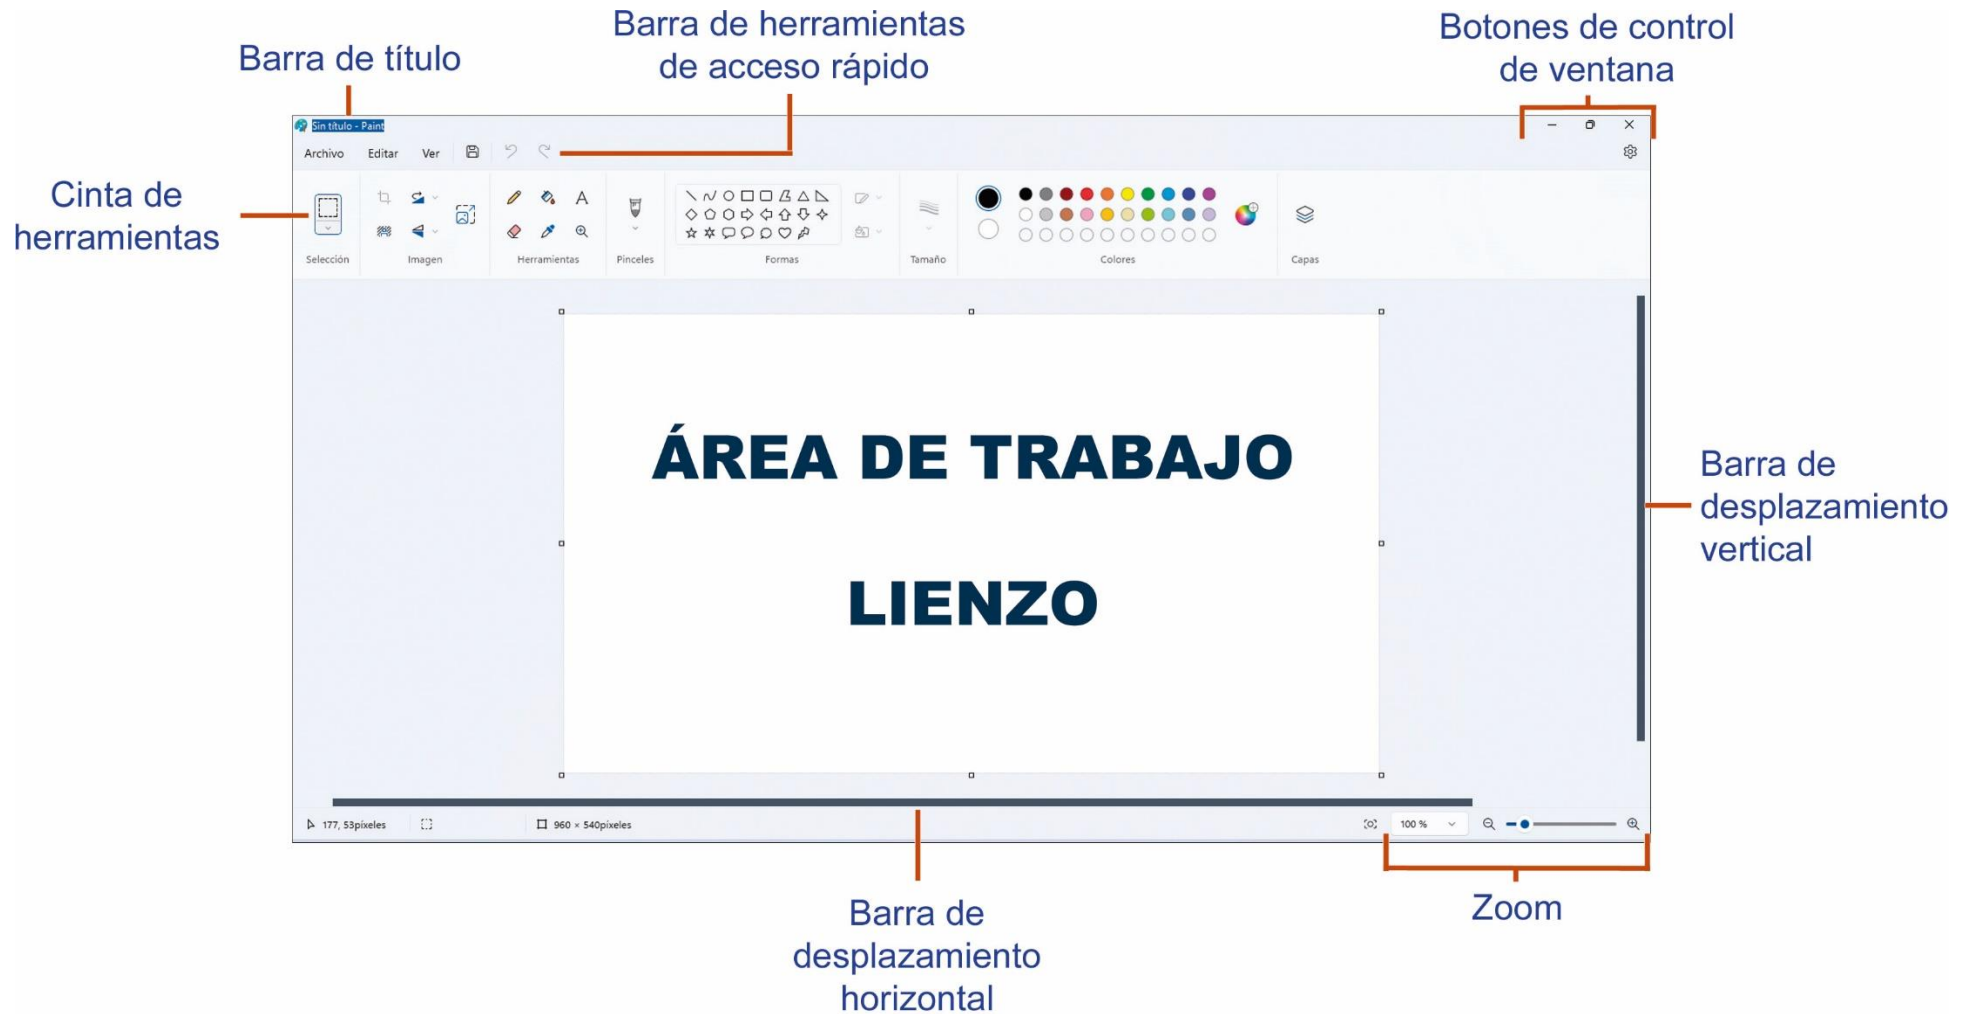 Barra de herramientas
de acceso rápido
Botones de control
de ventana
Barra de título
Sin título - Paint
Archivo Editar Ver
Cinta de
herramientas
A
Selección Imagen Herramientas Pinceles Formas Tamaño Colores Capas
ÁREA DE TRABAJO
LIENZO
Barra de
desplazamiento
vertical
177, 53píxeles 960 × 540píxeles 100 %
Barra de
desplazamiento
horizontal
Zoom